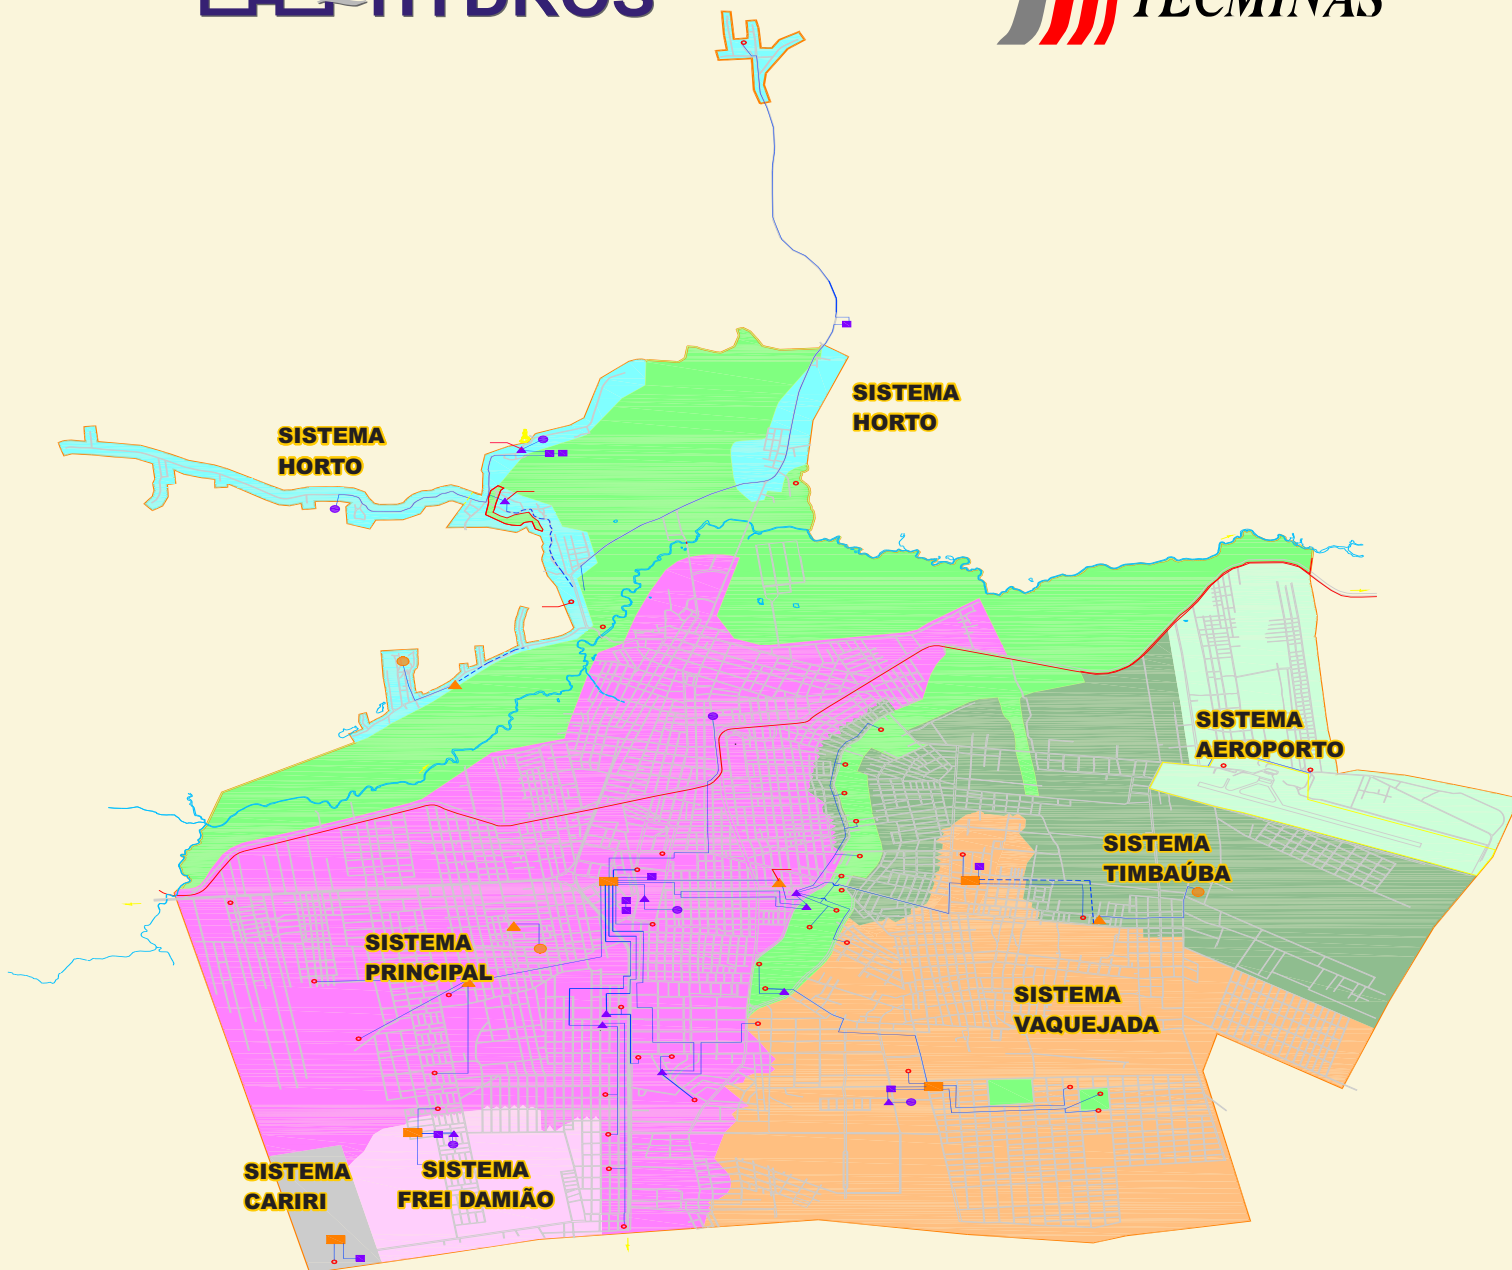 HYDROS
TECMINAS
SISTEMA
HORTO
SISTEMA
HORTO
SISTEMA
AEROPORTO
SISTEMA
TIMBAÚBA
SISTEMA
PRINCIPAL
SISTEMA
VAQUEJADA
SISTEMA
CARIRI
SISTEMA
FREI DAMIÃO